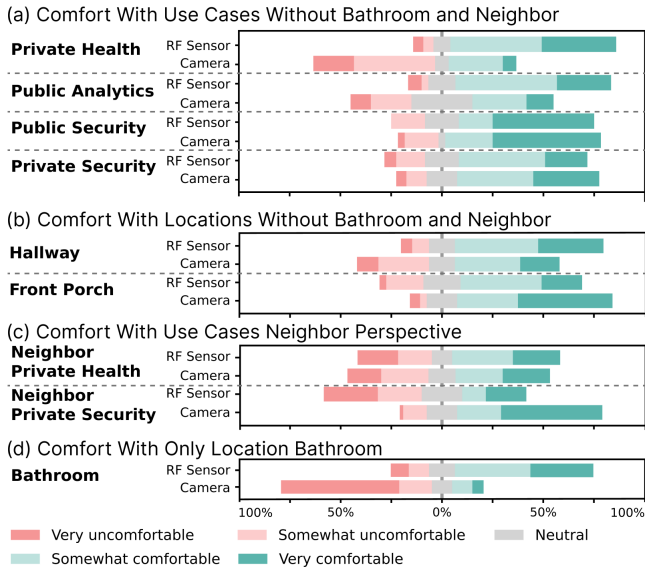 (a) Comfort With Use Cases Without Bathroom and Neighbor
Private Health
RF Sensor
Camera
Public Analytics
RF Sensor
Camera
Public Security
RF Sensor
Camera
Private Security
RF Sensor
Camera
(b) Comfort With Locations Without Bathroom and Neighbor
Hallway
RF Sensor
Camera
Front Porch
RF Sensor
Camera
(c) Comfort With Use Cases Neighbor Perspective
Neighbor
Private Health
RF Sensor
Camera
Neighbor
Private Security
RF Sensor
Camera
(d) Comfort With Only Location Bathroom
Bathroom
RF Sensor
Camera
100% 50% 0% 50% 100%
Very uncomfortable Somewhat uncomfortable Neutral
Somewhat comfortable Very comfortable